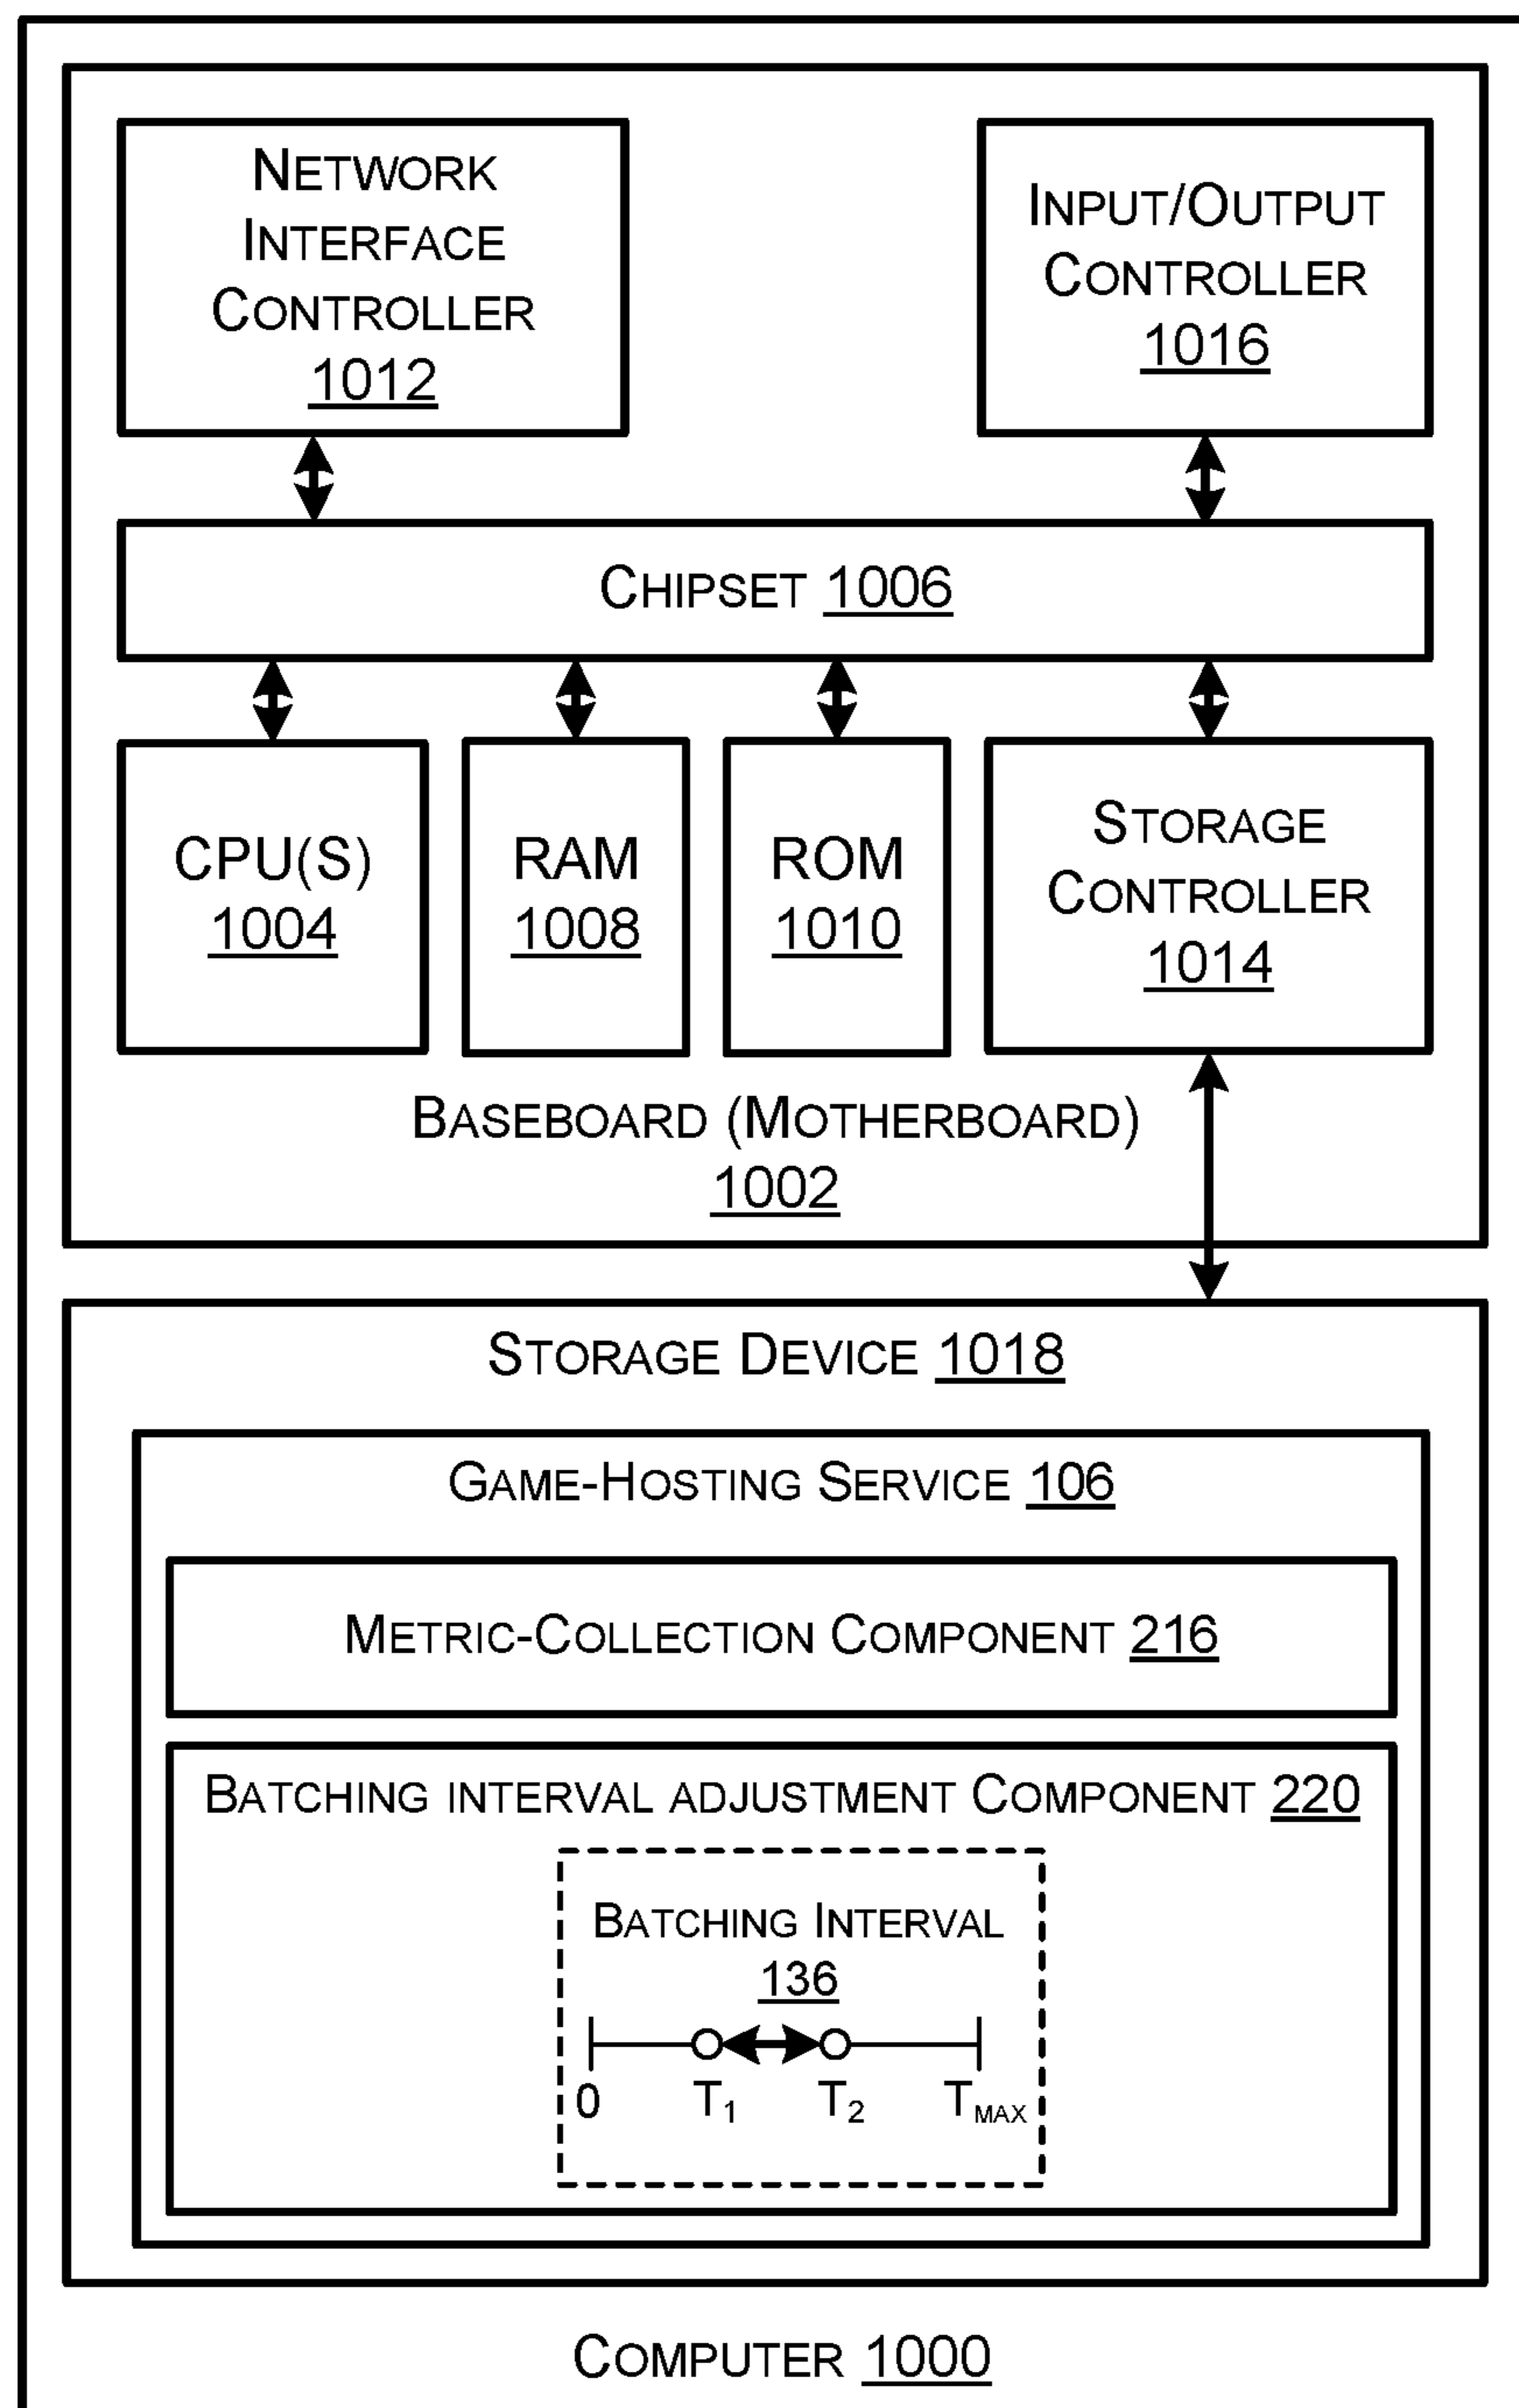 NETWORK
INTERFACE
CONTROLLER
1012
INPUT/OUTPUT
CONTROLLER
1016
CHIPSET 1006
CPU(S)
1004
RAM
1008
ROM
1010
STORAGE
CONTROLLER
1014
BASEBOARD (MOTHERBOARD)
1002
STORAGE DEVICE 1018
GAME-HOSTING SERVICE 106
METRIC-COLLECTION COMPONENT 216
BATCHING INTERVAL ADJUSTMENT COMPONENT 220
BATCHING INTERVAL
136
0 T1 T2 TMAX
COMPUTER 1000